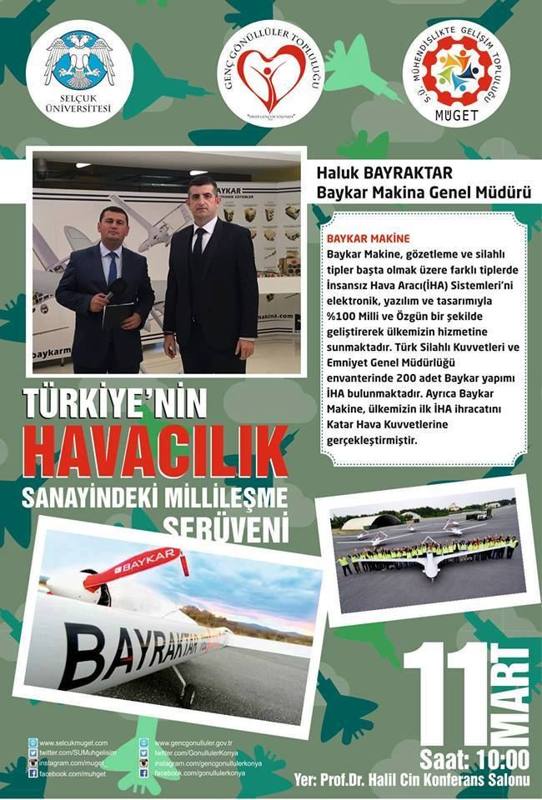 SELÇUK
ÜNİVERSİTESİ
GENÇ GÖNÜLLÜLER TOPLULUĞU
S.Ü. MÜHENDİSLİKTE GELİŞİM TOPLULUĞU
MÜGET
Haluk BAYRAKTAR
Baykar Makina Genel Müdürü
BAYKAR MAKİNE
Baykar Makine, gözetleme ve silahlı
tipler başta olmak üzere farklı tiplerde
İnsansız Hava Aracı(İHA) Sistemleri'ni
elektronik, yazılım ve tasarımıyla
%100 Milli ve Özgün bir şekilde
geliştirerek ülkemizin hizmetine
sunmaktadır. Türk Silahlı Kuvvetleri ve
Emniyet Genel Müdürlüğü
envanterinde 200 adet Baykar yapımı
İHA bulunmaktadır. Ayrıca Baykar
Makine, ülkemizin ilk İHA ihracatını
Katar Hava Kuvvetlerine
gerçekleştirmiştir.
BAYKAR
baykarm
makina.com
TÜRKİYE'NİN
HAVACILIK
SANAYİNDEKİ MİLLİLEŞME
SERÜVENİ
BAYKAR
BAYRAKTAR
11 MART
Saat: 10:00
Yer: Prof.Dr. Halil Cin Konferans Salonu
www.selcukmuget.com
twitter.com/SUMuhgelisim
instagram.com/muget
facebook.com/muhget
www.gencgonulluler.gov.tr
twitter.com/GonullulerKonya
instagram.com/gencgonullulerkonya
facebook.com/gonullulerkonya